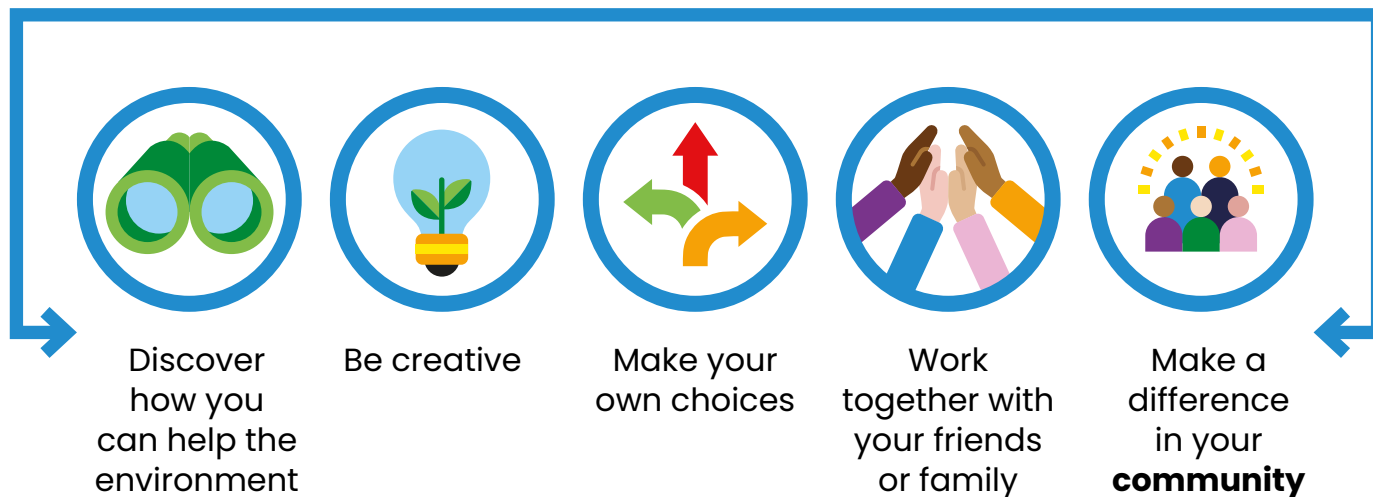 Discover
how you
can help the
environment
Be creative
Make your
own choices
Work
together with
your friends
or family
Make a
difference
in your
community